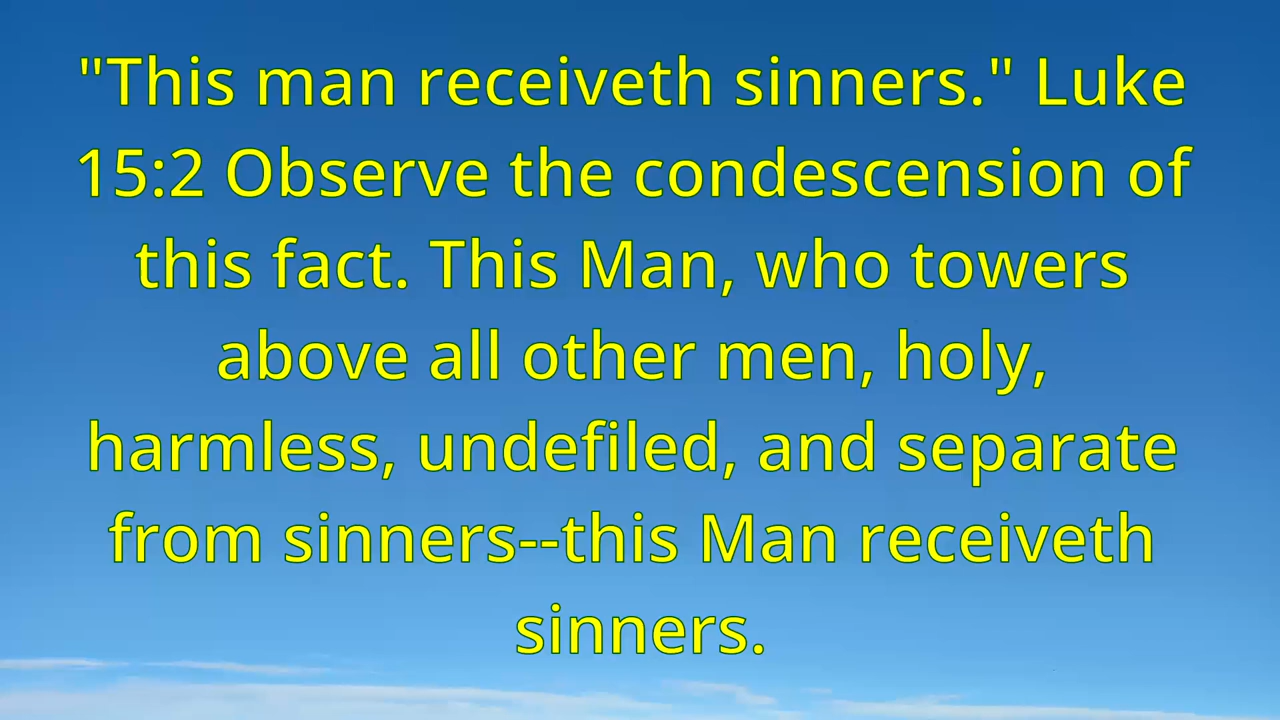 "This man receiveth sinners." Luke
15:2 Observe the condescension of
this fact. This Man, who towers
above all other men, holy,
harmless, undefiled, and separate
from sinners--this Man receiveth
sinners.